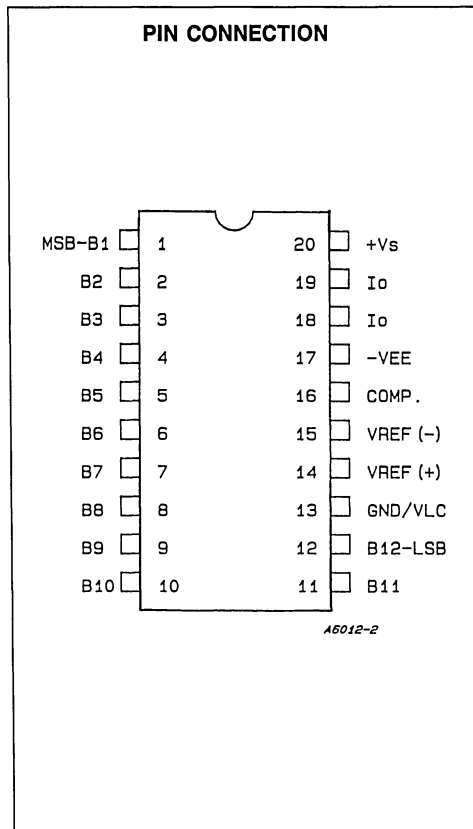 PIN CONNECTION
MSB-B1 1 20 +Vs
B2 2 19 Io
B3 3 18 Io
B4 4 17 -VEE
B5 5 16 COMP.
B6 6 15 VREF (-)
B7 7 14 VREF (+)
B8 8 13 GND/VLC
B9 9 12 B12-LSB
B10 10 11 B11
A6012-2